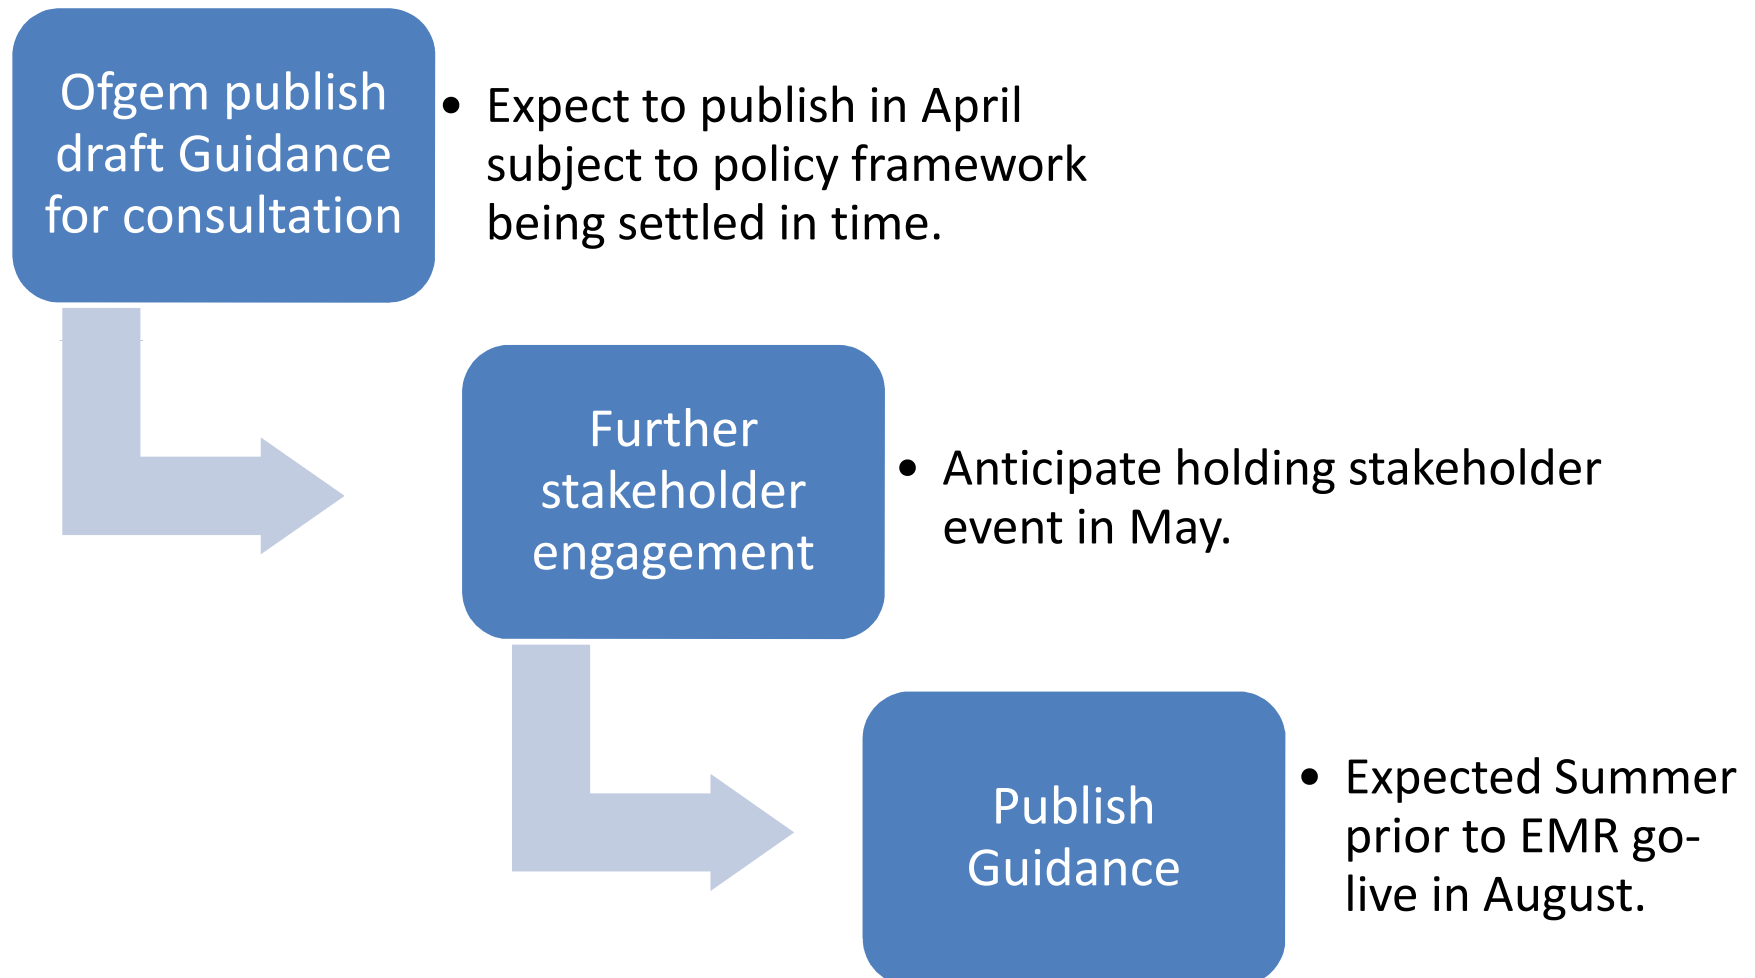 Ofgem publish
draft Guidance
for consultation
• Expect to publish in April
subject to policy framework
being settled in time.
Further
stakeholder
engagement
• Anticipate holding stakeholder
event in May.
Publish
Guidance
• Expected Summer
prior to EMR go-
live in August.